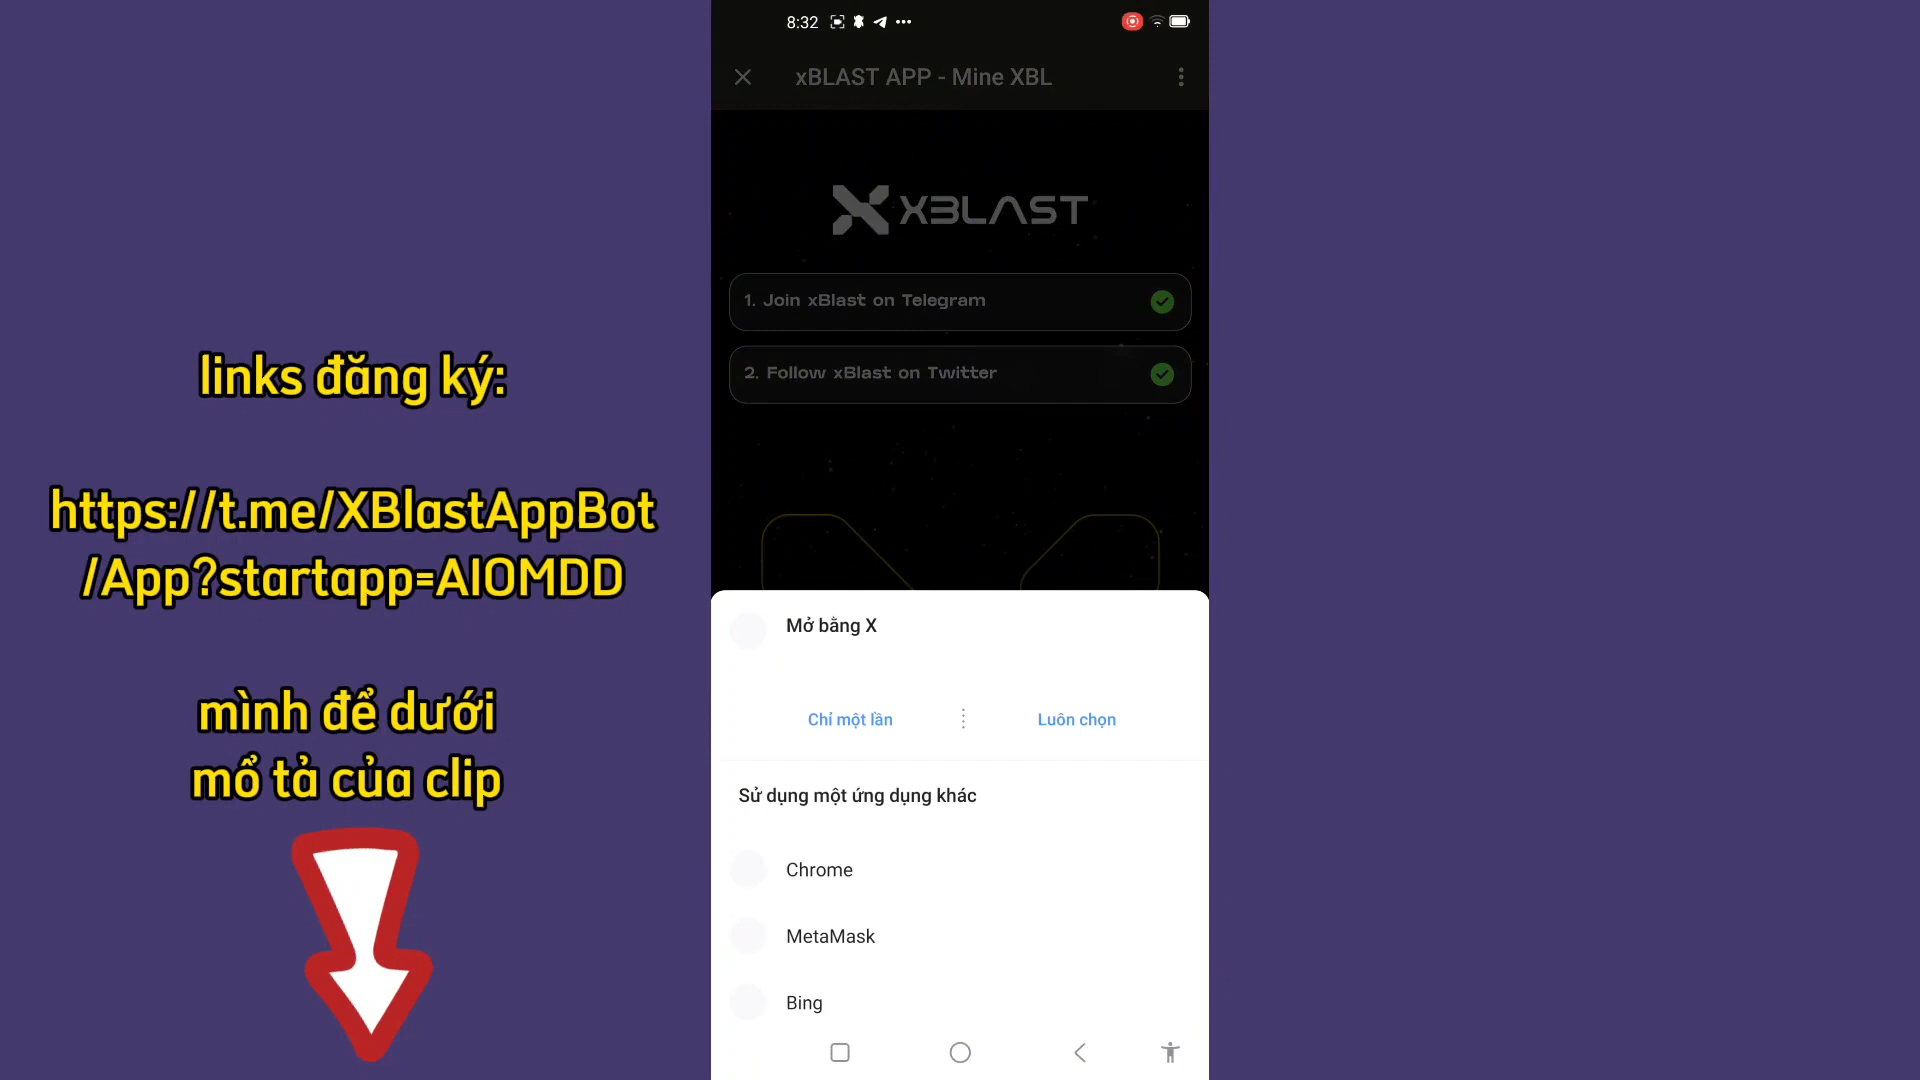 8:32
xBLAST APP - Mine XBL
XBLAST
1. Join xBlast on Telegram
2. Follow xBlast on Twitter
links đăng ký:
https://t.me/XBlastAppBot
/App?startapp=AIOMDD
mình để dưới
mổ tả của clip
Mở bằng X
Chỉ một lần
Luôn chọn
Sử dụng một ứng dụng khác
Chrome
MetaMask
Bing